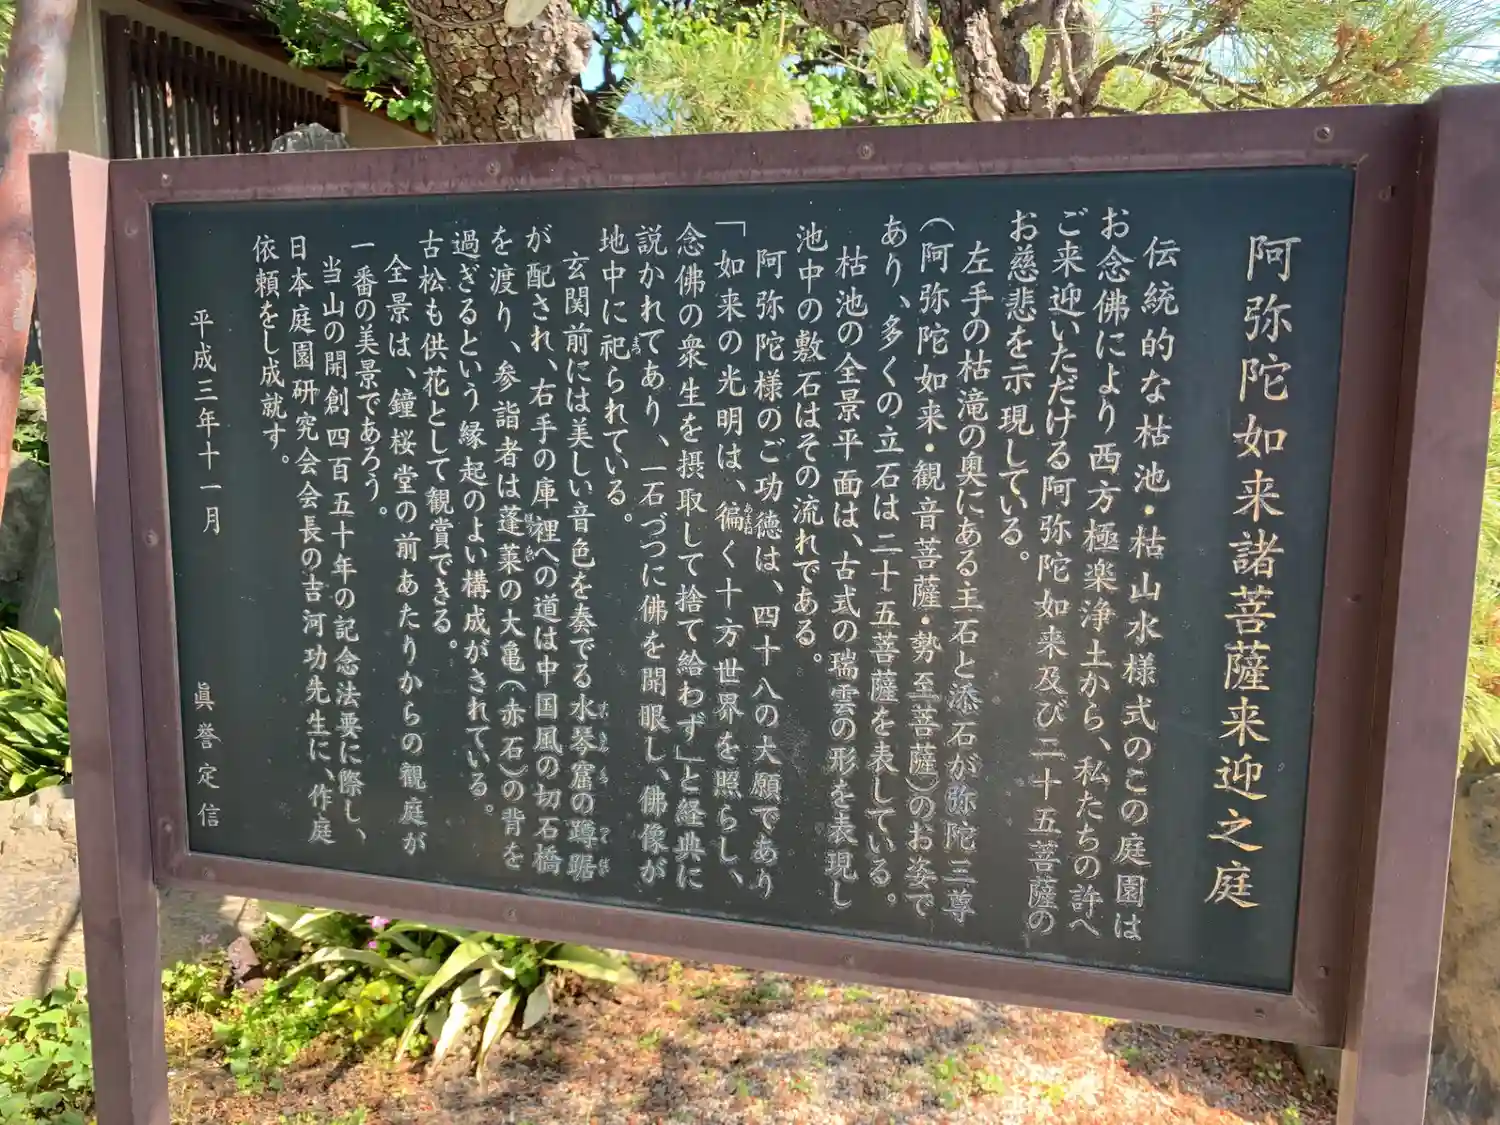 阿弥陀如来諸菩薩来迎之庭
伝統的な枯池・枯山水様式のこの庭園は
お念佛により西方極楽浄土から、私たちの許へ
ご来迎いただける阿弥陀如来及び二十五菩薩の
お慈悲を示現している。
左手の枯滝の奥にある主石と添石が弥陀三尊
（阿弥陀如来・観音菩薩・勢至菩薩）のお姿で
あり、多くの立石は二十五菩薩を表している。
枯池の全景平面は、古式の瑞雲の形を表現し
池中の敷石はその流れである。
阿弥陀様のご功徳は、四十八の大願であり
「如来の光明は、徧く十方世界を照らし、
念佛の衆生を摂取して捨て給わず」と経典に
説かれてあり、一石づつに佛を開眼し、佛像が
地中に祀られている。
玄関前には美しい音色を奏でる水琴窟の蹲踞
が配され、右手の庫裡への道は中国風の切石橋
を渡り、参詣者は蓬莱の大亀（赤石）の背を
過ぎるという縁起のよい構成がされている。
古松も供花として観賞できる。
全景は、鐘桜堂の前あたりからの観庭が
一番の美景であろう。
当山の開創四百五十年の記念法要に際し、
日本庭園研究会会長の吉河功先生に、作庭
依頼をし成就す。
平成三年十一月　眞誉定信